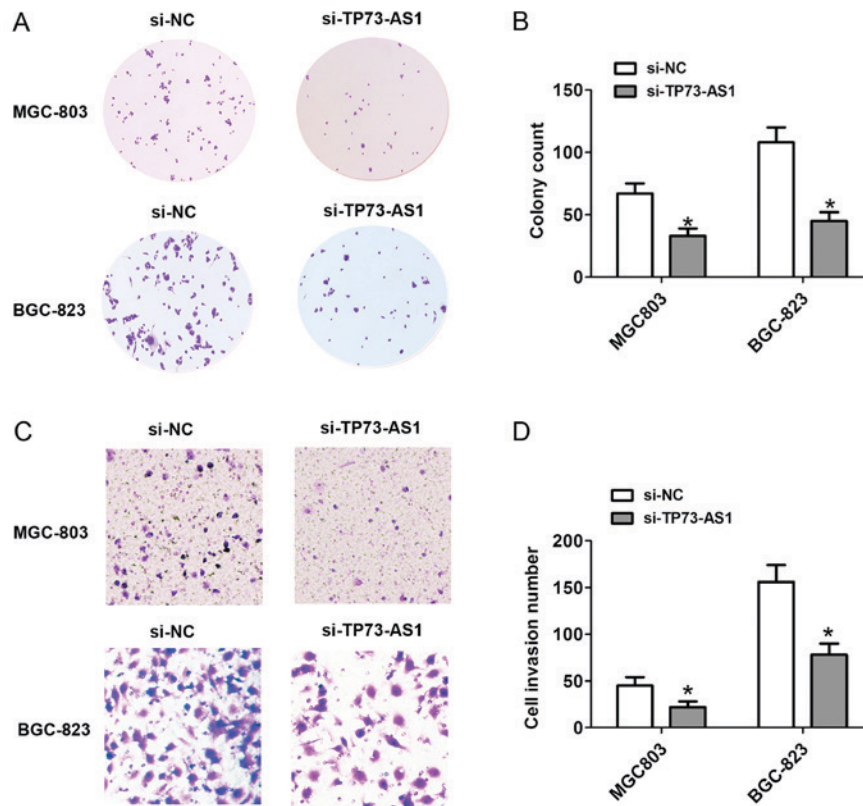 A
si-NC si-TP73-AS1
MGC-803
si-NC si-TP73-AS1
BGC-823
B
si-NC
si-TP73-AS1
150
100
50
0
Colony count
*
*
MGC803
BGC-823
C
si-NC si-TP73-AS1
MGC-803
si-NC si-TP73-AS1
BGC-823
D
si-NC
si-TP73-AS1
200
150
100
50
0
Cell invasion number
*
*
MGC803
BGC-823